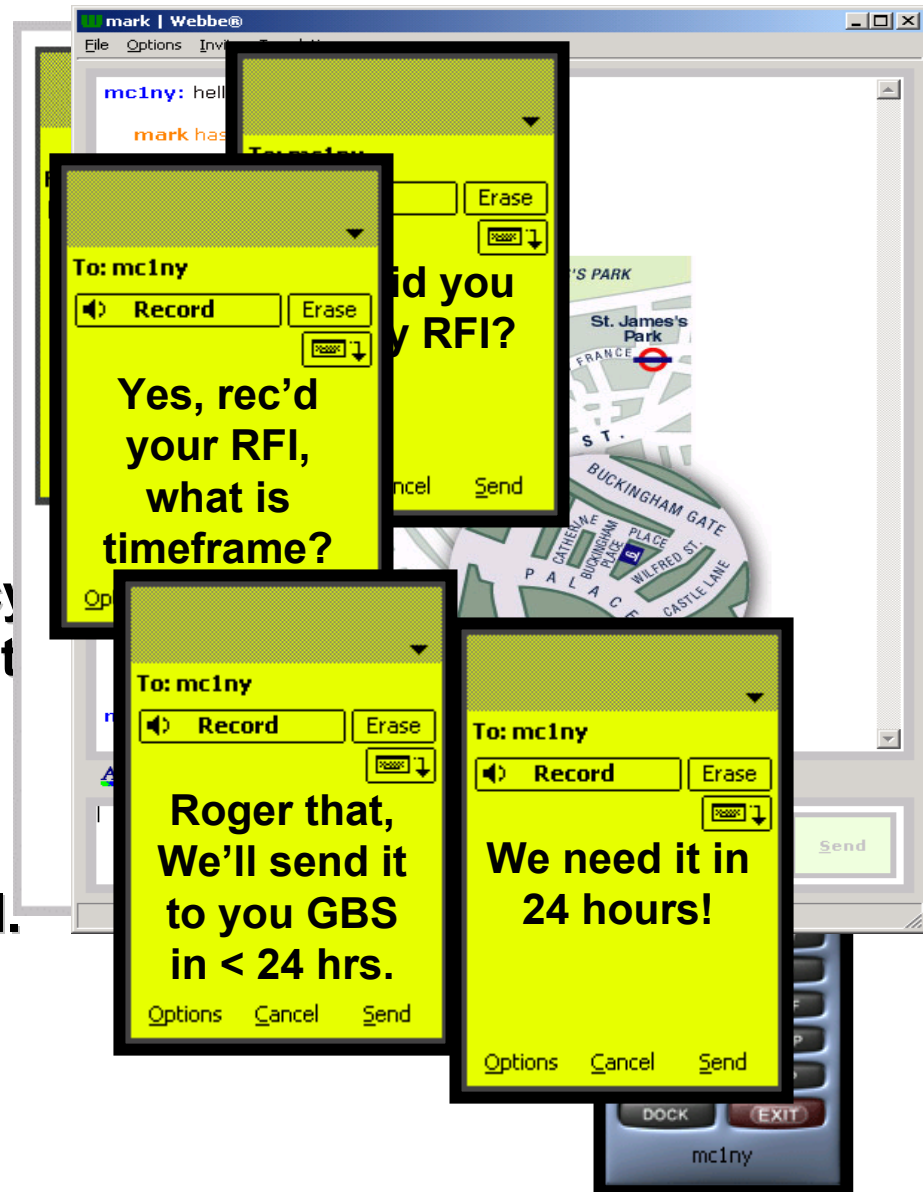 mark | Webbe®
File Options
mc1ny: hell
mark has
To: mc1ny
Erase
id you
y RFI?
ncel Send
To: mc1ny
Record Erase
Yes, rec’d
your RFI,
what is
timeframe?
Op
'S PARK
St. James's
Park
FRANCE
ST.
BUCKINGHAM GATE
CATHERINE
BUCKINGHAM
PLACE
PLACE
WILFRED ST.
CASTLE LANE
PALACE
To: mc1ny
Record Erase
Roger that,
We’ll send it
to you GBS
in < 24 hrs.
Options Cancel Send
To: mc1ny
Record Erase
We need it in
24 hours!
Options Cancel Send
Send
DOCK EXIT
mc1ny